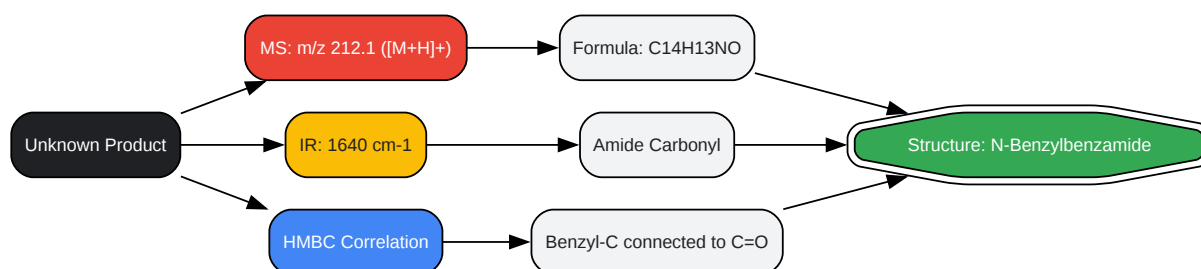 MS: m/z 212.1 ([M+H]+)
Formula: C14H13NO
Unknown Product
IR: 1640 cm-1
Amide Carbonyl
Structure: N-Benzylbenzamide
HMBC Correlation
Benzyl-C connected to C=O